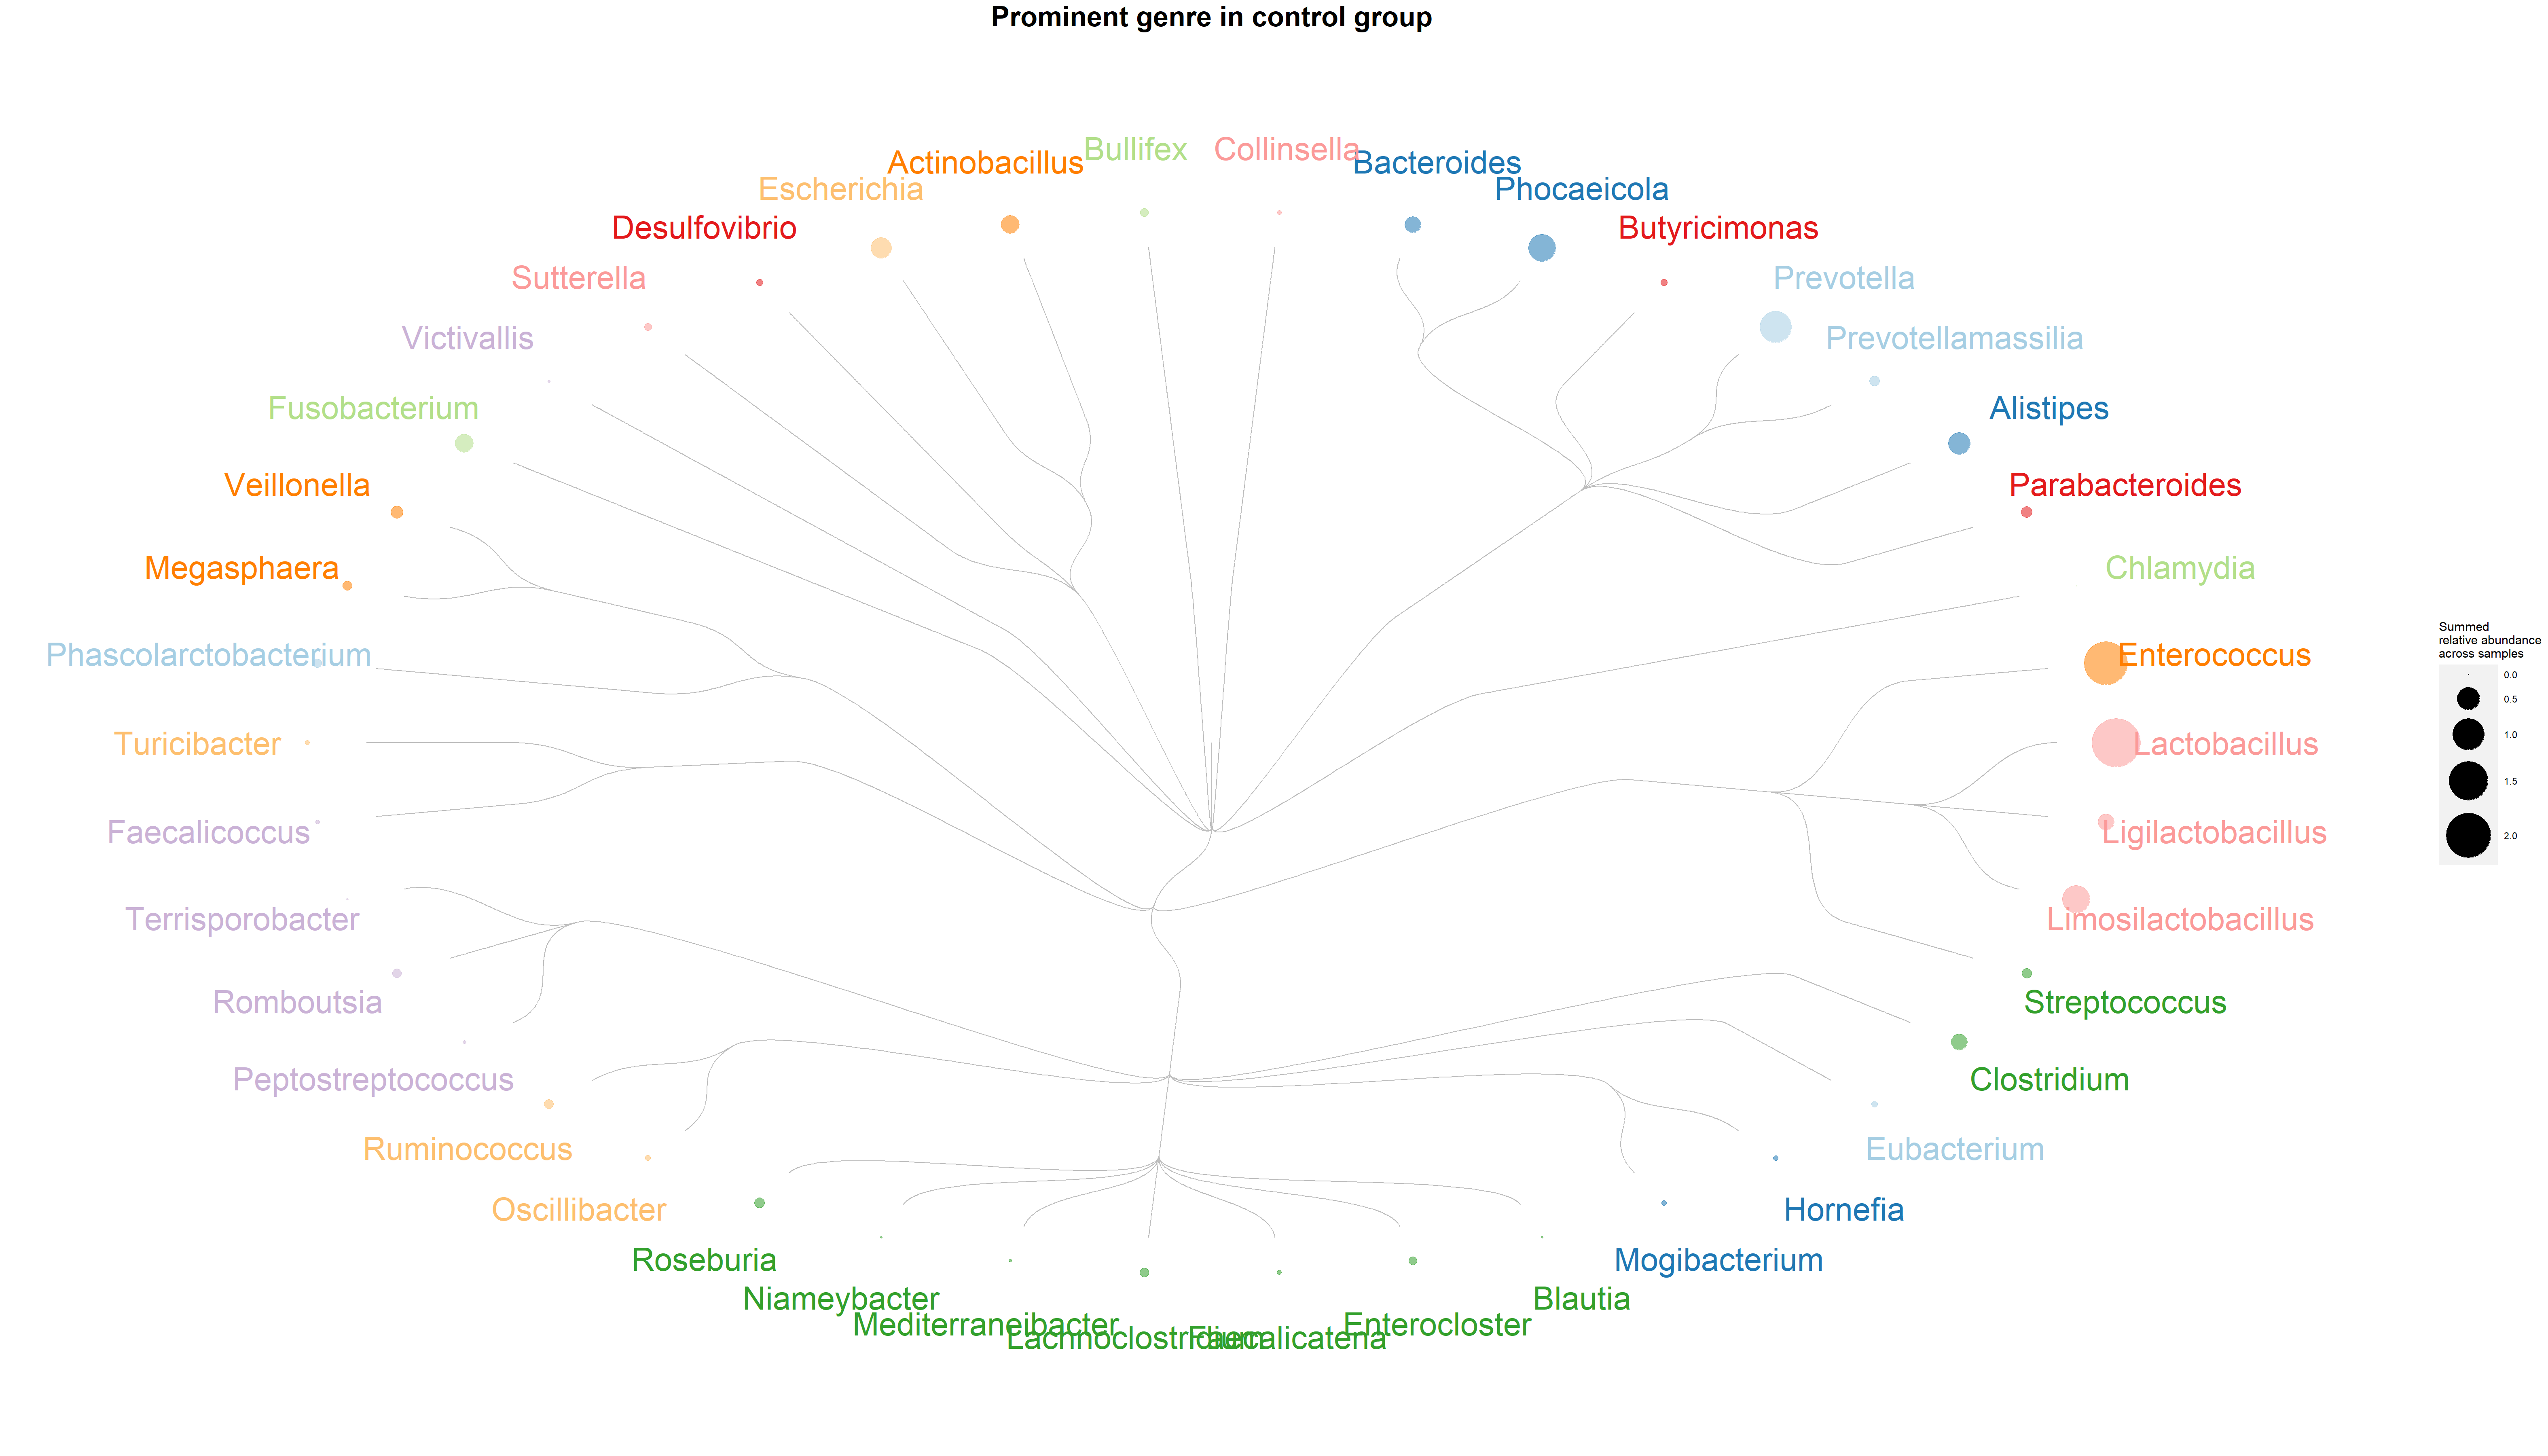 Prominent genre in control group
Bullifex
Collinsella
Actinobacillus
Bacteroides
Escherichia
Phocaeicola
Desulfovibrio
Butyricimonas
Sutterella
Prevotella
Victivallis
Prevotellamassilia
Fusobacterium
Alistipes
Veillonella
Parabacteroides
Megasphaera
Chlamydia
Phascolarctobacterium
Enterococcus
Turicibacter
Lactobacillus
Faecalicoccus
Ligilactobacillus
Terrisporobacter
Limosilactobacillus
Romboutsia
Streptococcus
Peptostreptococcus
Clostridium
Ruminococcus
Eubacterium
Oscillibacter
Hornefia
Roseburia
Mogibacterium
Niameybacter
Blautia
Mediterraneibacter
Enterocloster
Lachnoclostridium
Faecalicatena
Summed
relative abundance
across samples
0.0
0.5
1.0
1.5
2.0